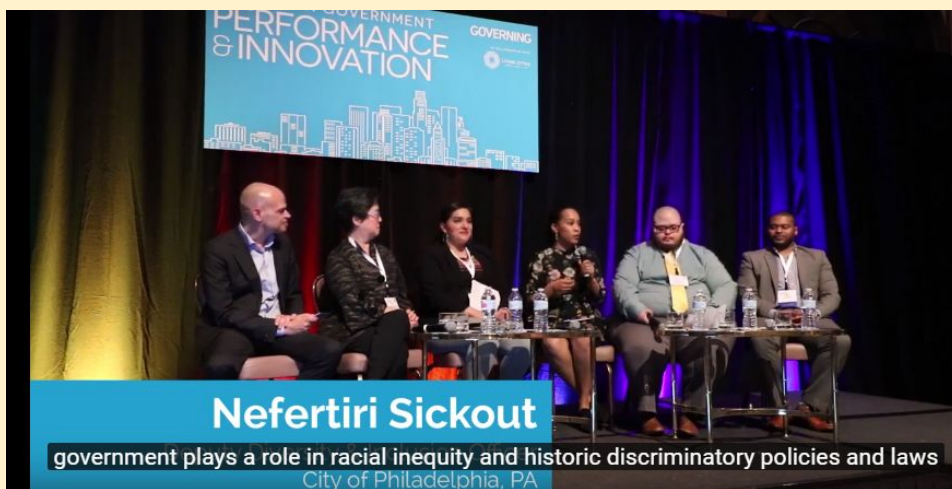 GOVERNMENT
PERFORMANCE
& INNOVATION
GOVERNING
Nefertiri Sickout
government plays a role in racial inequity and historic discriminatory policies and laws
City of Philadelphia, PA